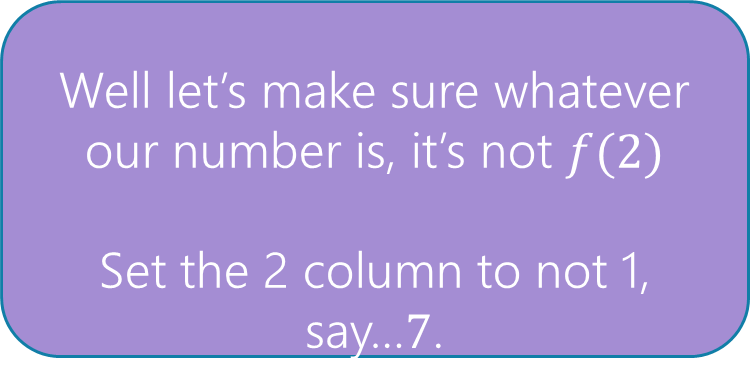 Well let’s make sure whatever
our number is, it’s not 𝑓(2)
Set the 2 column to not 1,
say…7.